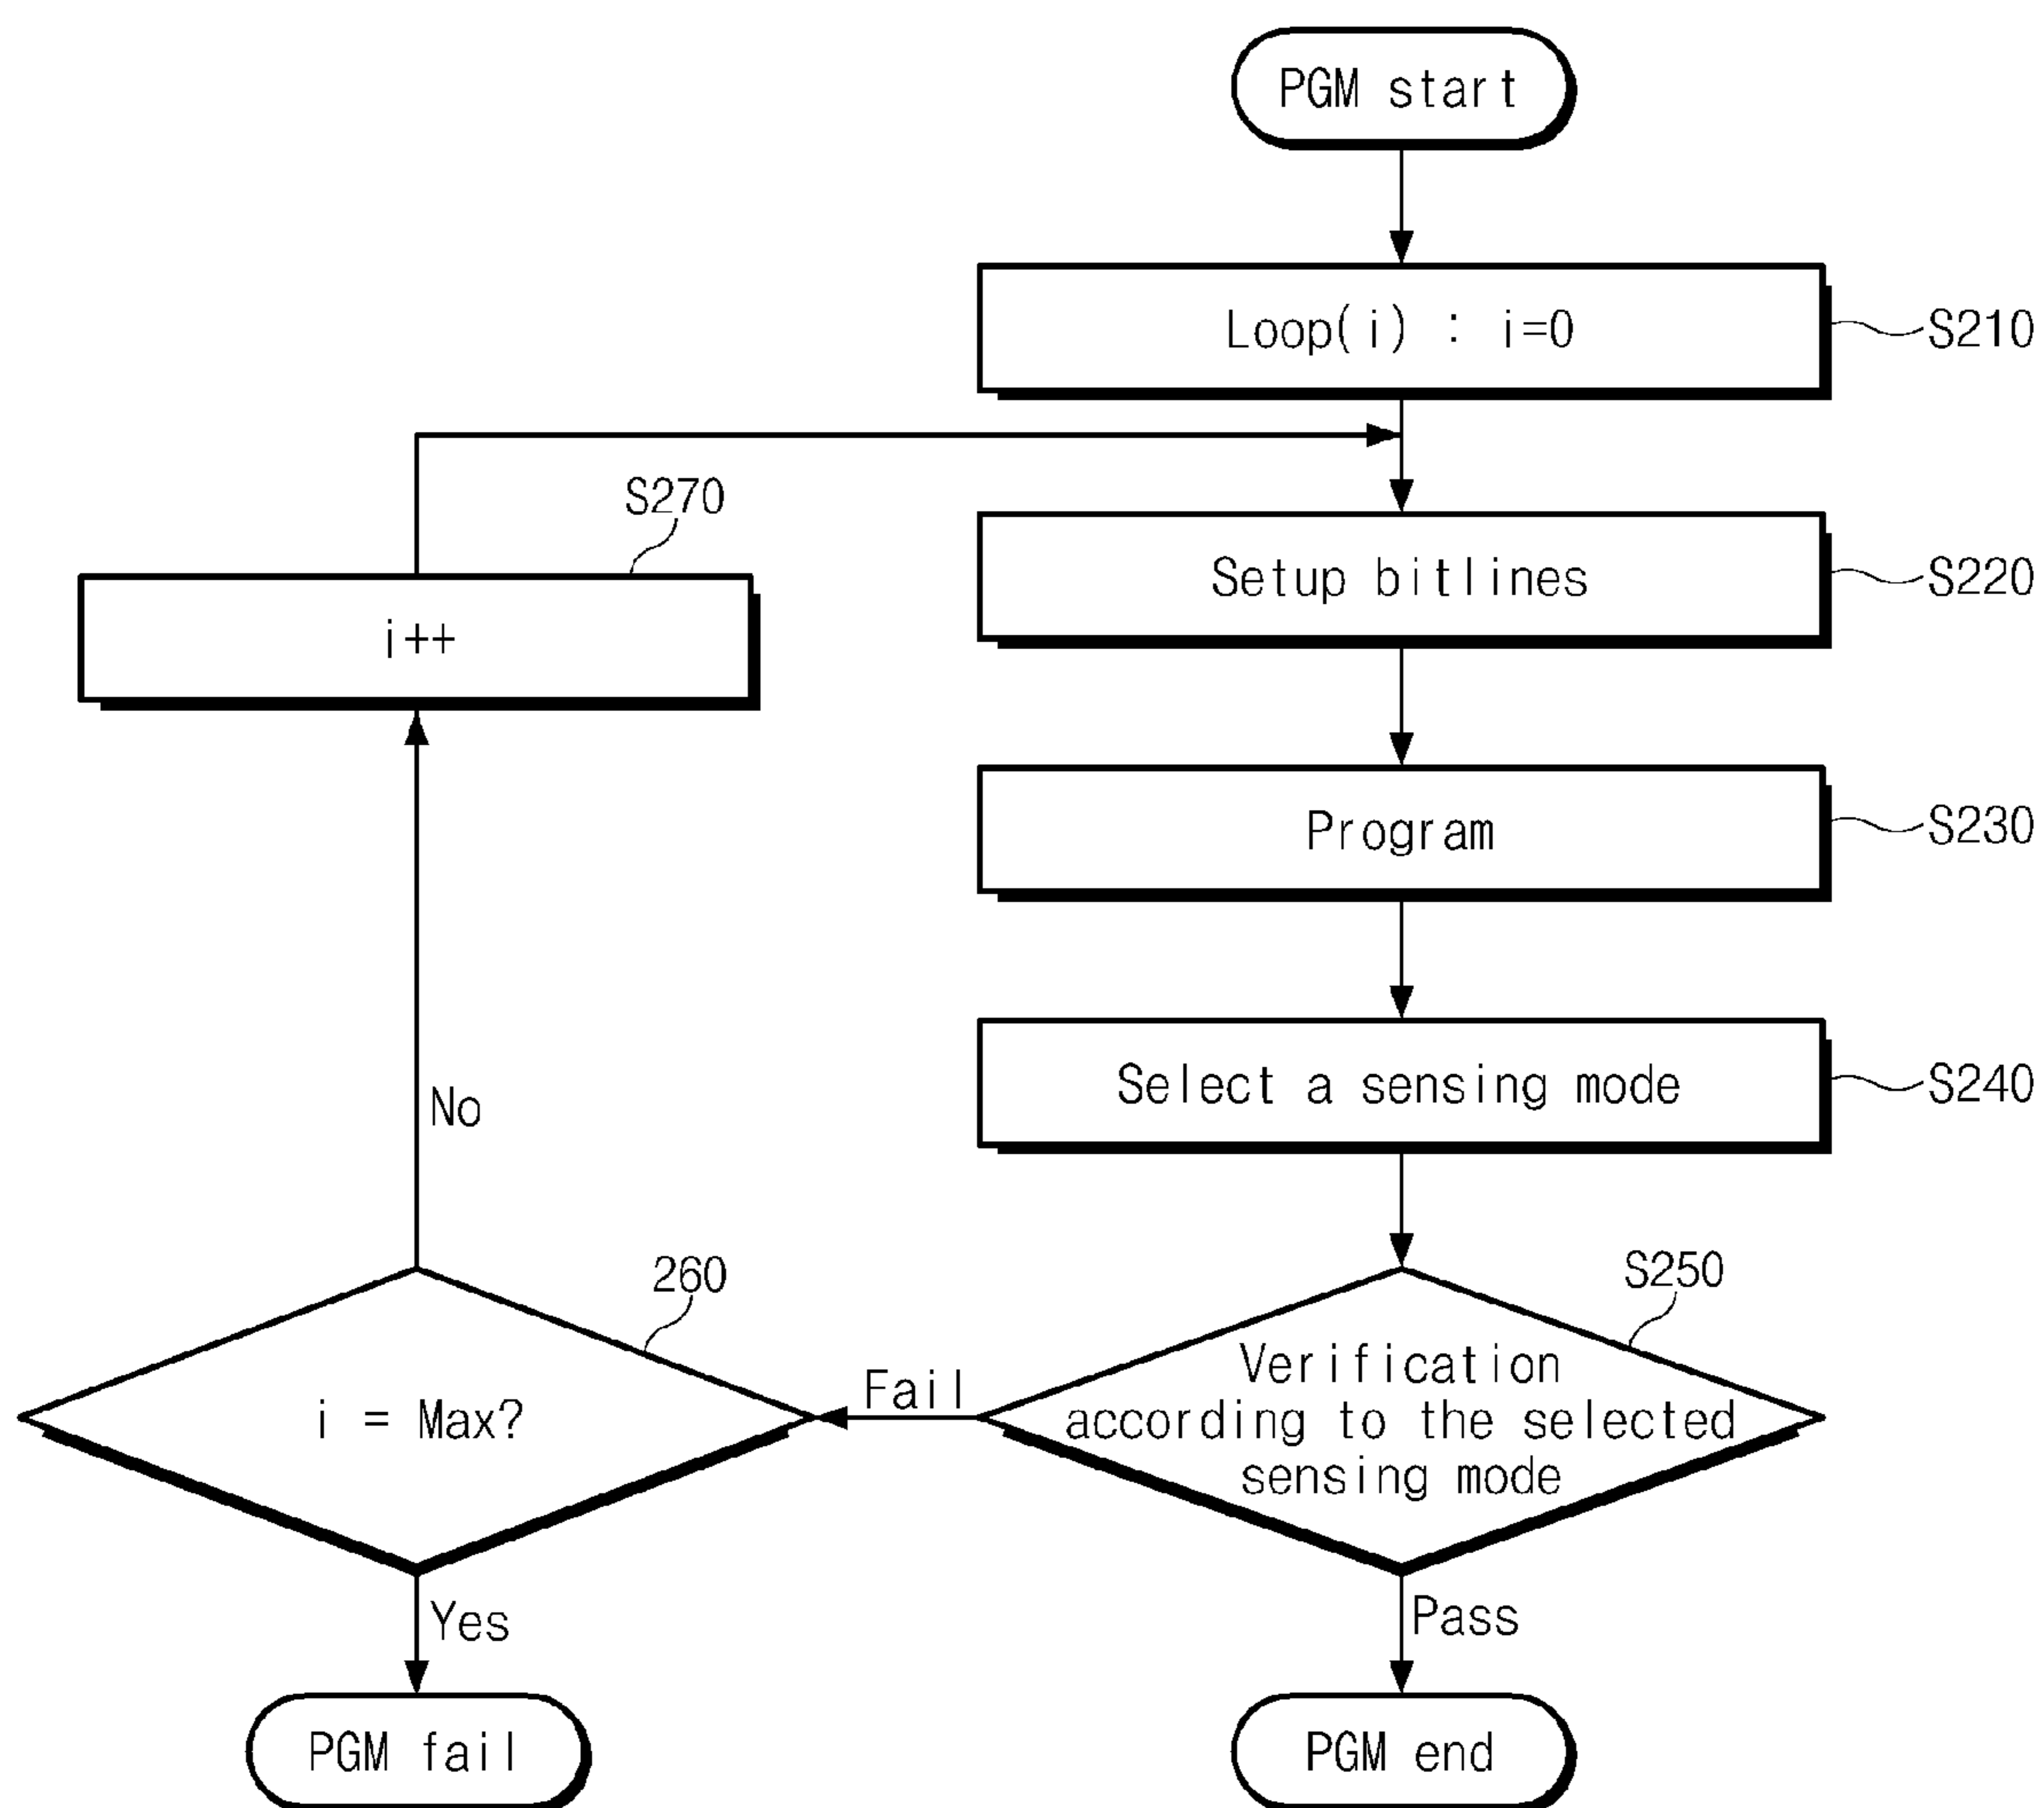 PGM start
Loop(i) : i=0
S210
S270
Setup bitlines
S220
i++
Program
S230
Select a sensing mode
S240
No
260
S250
Verification
according to the selected
sensing mode
Fail
i = Max?
Yes
Pass
PGM fail
PGM end